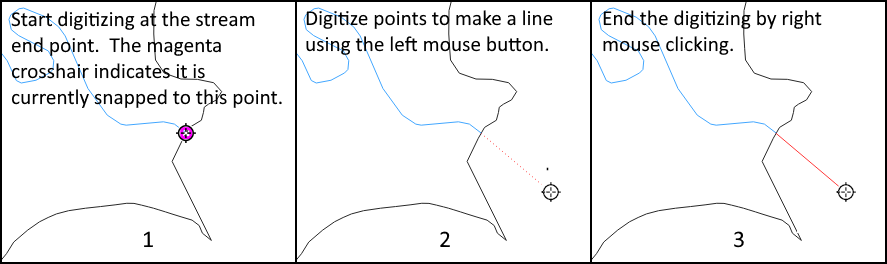 Start digitizing at the stream
end point.  The magenta
crosshair indicates it is
currently snapped to this point.
1
Digitize points to make a line
using the left mouse button.
2
End the digitizing by right
mouse clicking.
3